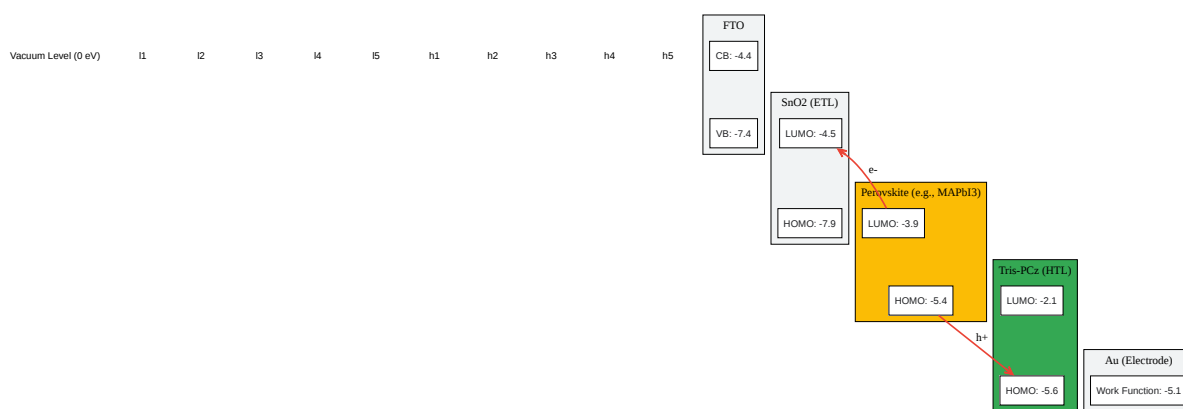 Vacuum Level (0 eV) l1 l2 l3 l4 l5 h1 h2 h3 h4 h5
FTO
CB: -4.4
VB: -7.4
SnO2 (ETL)
LUMO: -4.5
HOMO: -7.9
e-
Perovskite (e.g., MAPbI3)
LUMO: -3.9
HOMO: -5.4
h+
Tris-PCz (HTL)
LUMO: -2.1
HOMO: -5.6
Au (Electrode)
Work Function: -5.1